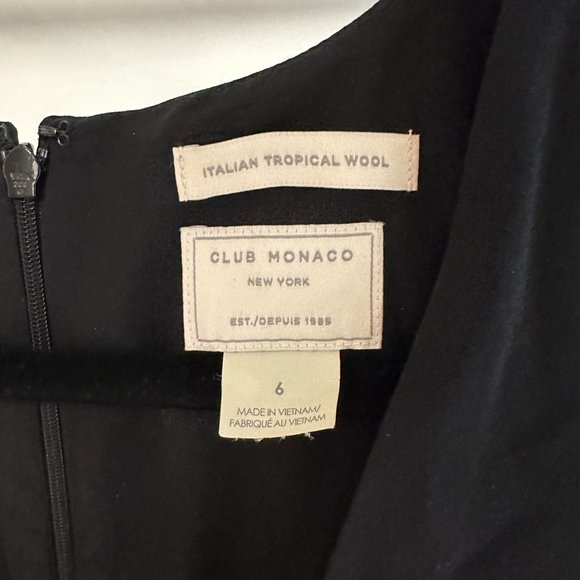 ITALIAN TROPICAL WOOL
CLUB MONACO
NEW YORK
EST./DEPUIS 1985
6
MADE IN VIETNAM/
FABRIQUÉ AU VIETNAM